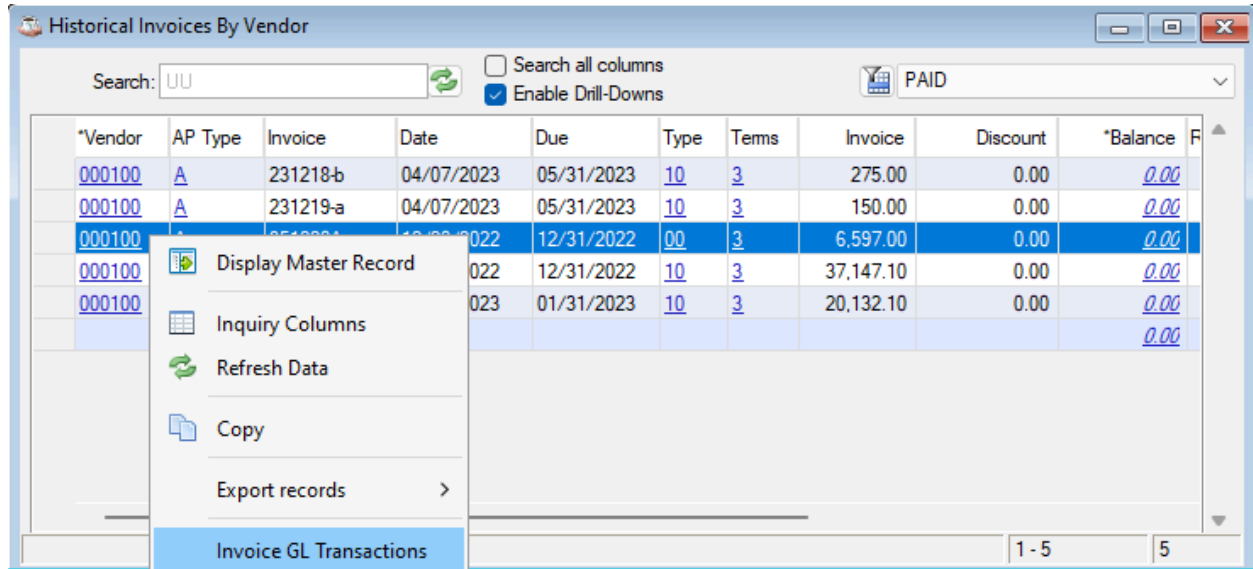 Historical Invoices By Vendor
Search: UU Search all columns PAID
Enable Drill-Downs
*Vendor AP Type Invoice Date Due Type Terms Invoice Discount *Balance
000100 A 231218-b 04/07/2023 05/31/2023 10 3 275.00 0.00 0.00
000100 A 231219-a 04/07/2023 05/31/2023 10 3 150.00 0.00 0.00
000100 12/31/2022 00 3 6,597.00 0.00 0.00
000100 022 12/31/2022 10 3 37,147.10 0.00 0.00
000100 023 01/31/2023 10 3 20,132.10 0.00 0.00
0.00
Display Master Record
Inquiry Columns
Refresh Data
Copy
Export records >
Invoice GL Transactions
1 - 5 5